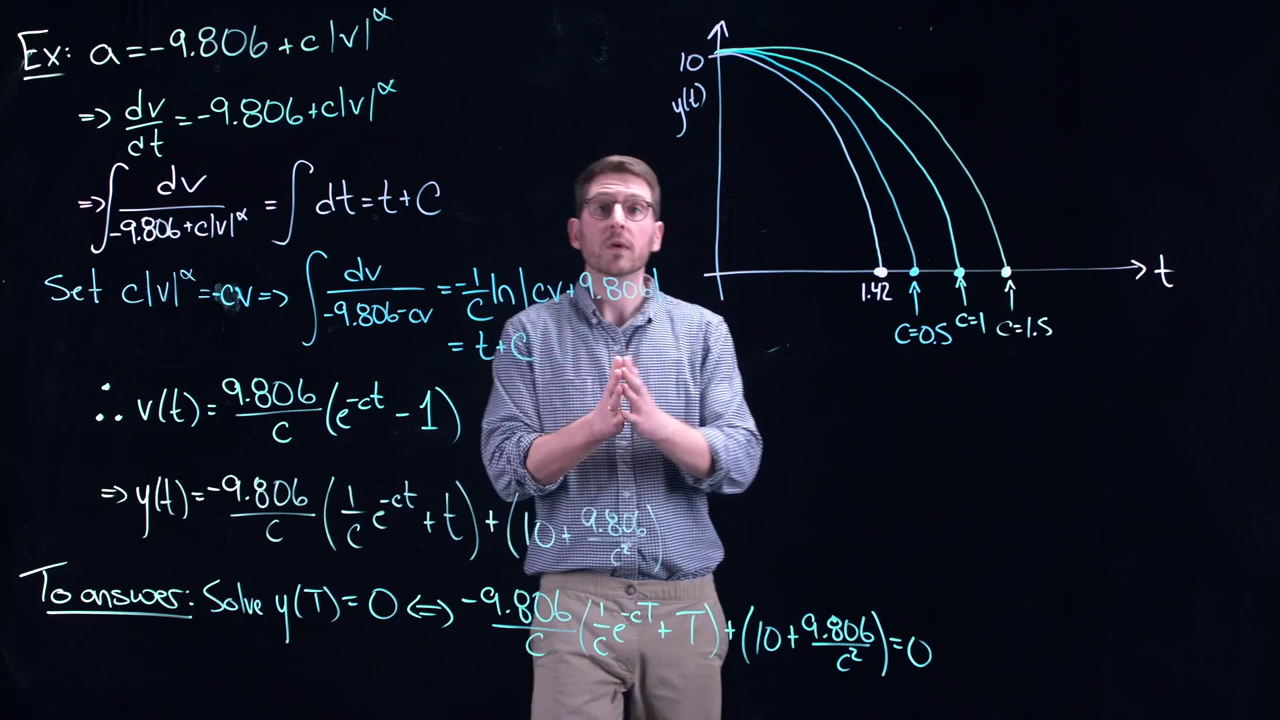 Ex: a = -9.806 + c|v|^α
=> dv/dt = -9.806 + c|v|^α
=> ∫ dv/(-9.806 + c|v|^α) = ∫ dt = t + C
Set c|v|^α = -cv => ∫ dv/(-9.806 - cv) = -1/c ln|cv + 9.806|
= t + C
∴ v(t) = 9.806/c (e^-ct - 1)
=> y(t) = -9.806/c (1/c e^-ct + t) + (10 + 9.806/c²)
To answer: Solve y(T) = 0 <=> -9.806/c (1/c e^-cT + T) + (10 + 9.806/c²) = 0
10
y(t)
t
1.42
C=0.5
C=1
C=1.5